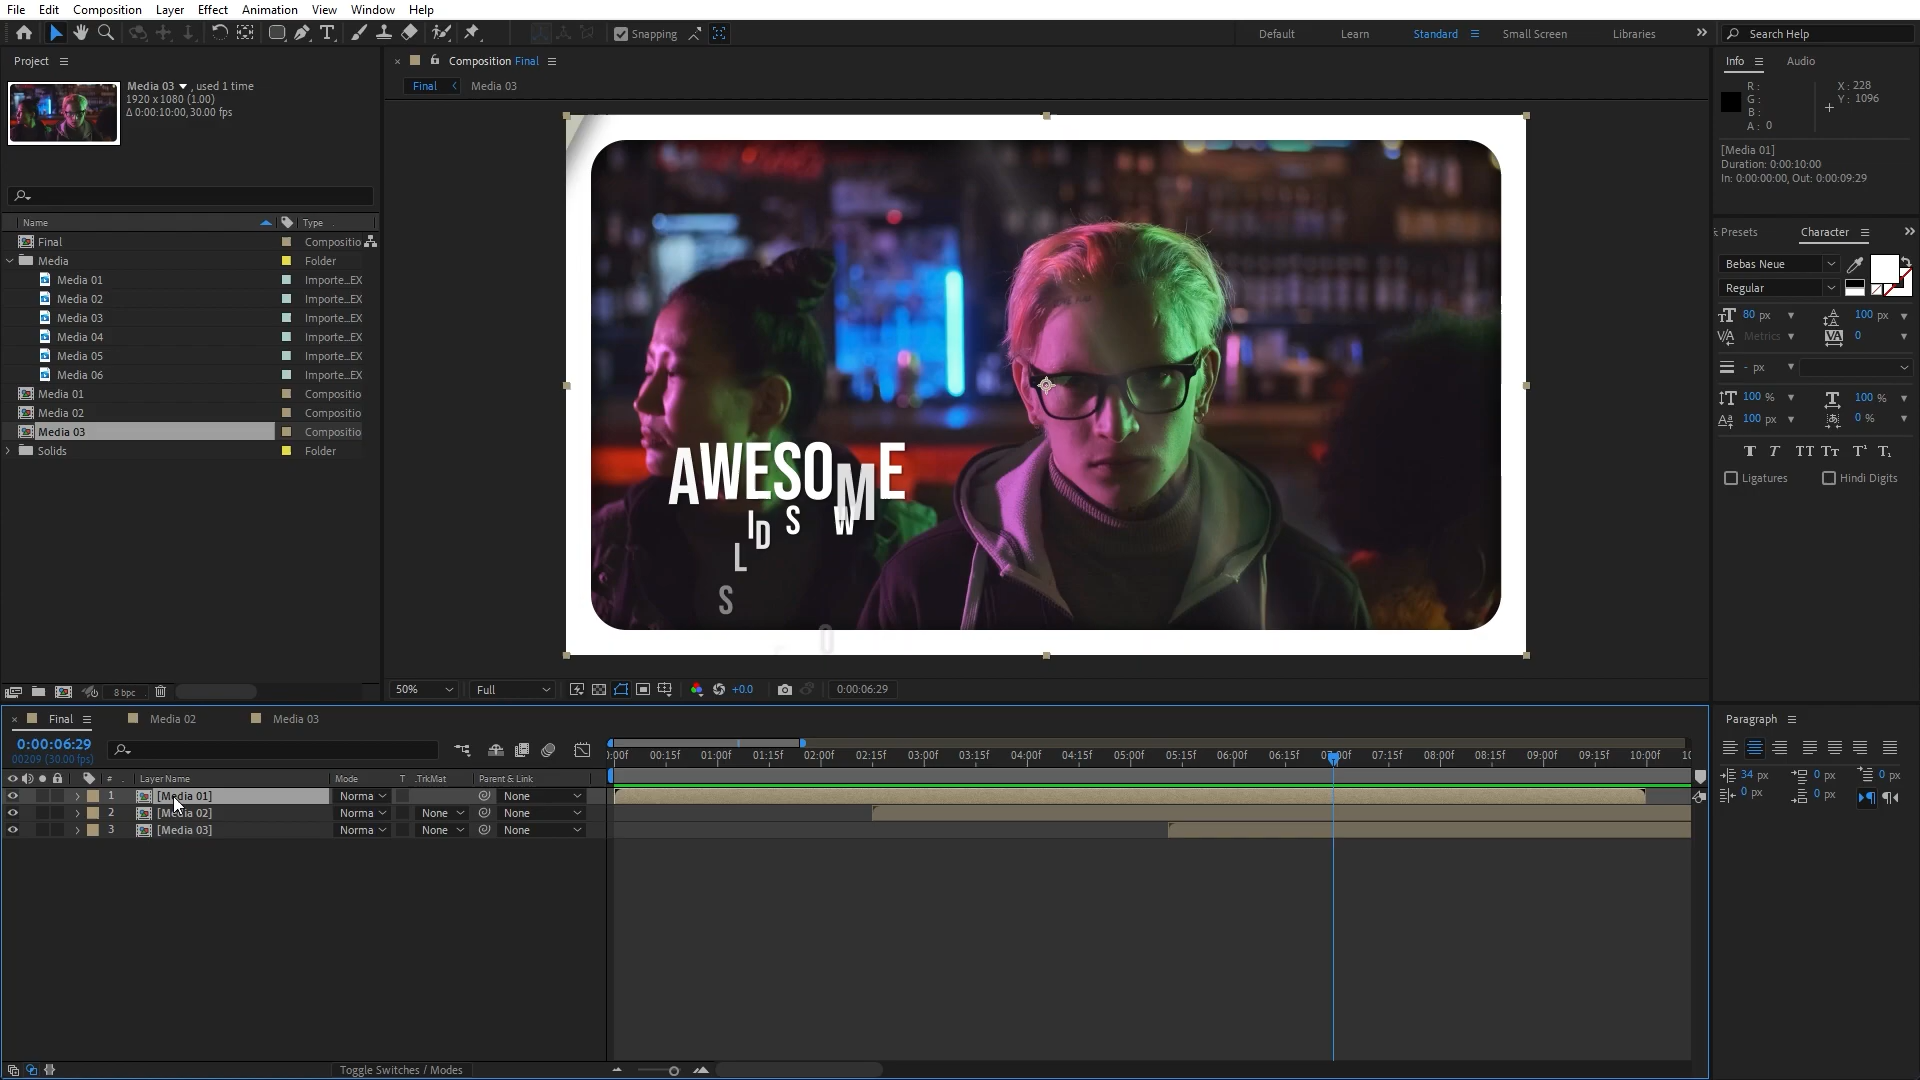 File Edit Composition Layer Effect Animation View Window Help
Snapping
Default Learn Standard Small Screen Libraries Search Help
Project
Media 03 , used 1 time
1920 x 1080 (1.00)
Δ 0:00:10:00, 30.00 fps
Name Type
Final Compositio
Media Folder
Media 01 Importe...EX
Media 02 Importe...EX
Media 03 Importe...EX
Media 04 Importe...EX
Media 05 Importe...EX
Media 06 Importe...EX
Media 01 Compositio
Media 02 Compositio
Media 03 Compositio
Solids Folder
8 bpc
Composition Final
Final Media 03
AWESOME
S L I D S W O
50% Full +0.0 0:00:06:29
Info Audio
R : X : 228
G : Y : 1096
B :
A : 0
[Media 01]
Duration: 0:00:10:00
In: 0:00:00:00, Out: 0:00:09:29
Presets Character
Bebas Neue
Regular
80 px 100 px
Metrics 0
- px
100 % 100 %
100 px 0 %
T T TT Tт T¹ T₁
Ligatures Hindi Digits
Final Media 02 Media 03
0:00:06:29
00209 (30.00 fps)
:00f 00:15f 01:00f 01:15f 02:00f 02:15f 03:00f 03:15f 04:00f 04:15f 05:00f 05:15f 06:00f 06:15f 07:00f 07:15f 08:00f 08:15f 09:00f 09:15f 10:00f 10
# Layer Name Mode T .TrkMat Parent & Link
1 [Media 01] Norma None
2 [Media 02] Norma None None
3 [Media 03] Norma None None
Toggle Switches / Modes
Paragraph
34 px 0 px 0 px
0 px 0 px